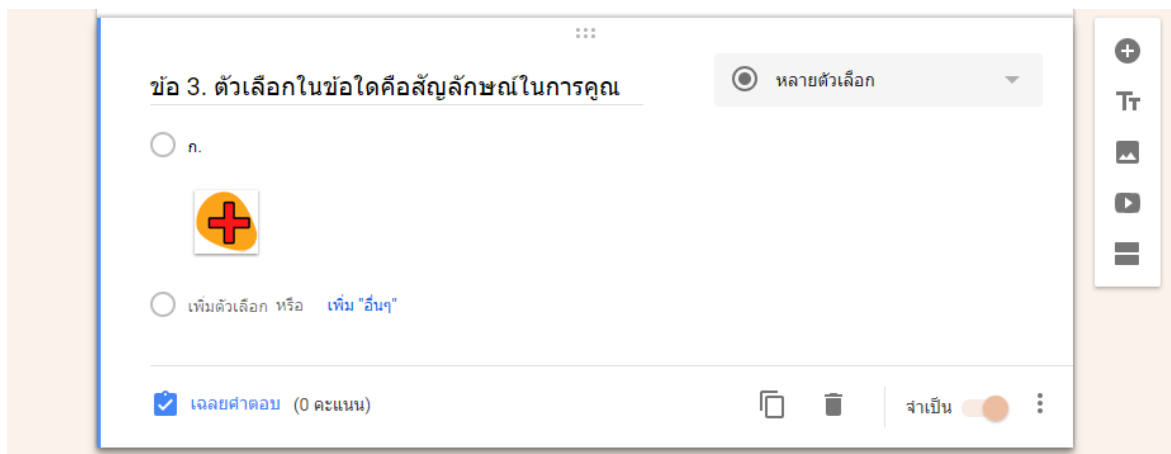 ข้อ 3. ตัวเลือกในข้อใดคือสัญลักษณ์ในการคูณ
หลายตัวเลือก
ก.
เพิ่มตัวเลือก หรือ เพิ่ม "อื่นๆ"
เฉลยคำตอบ (0 คะแนน)
จำเป็น
Tт